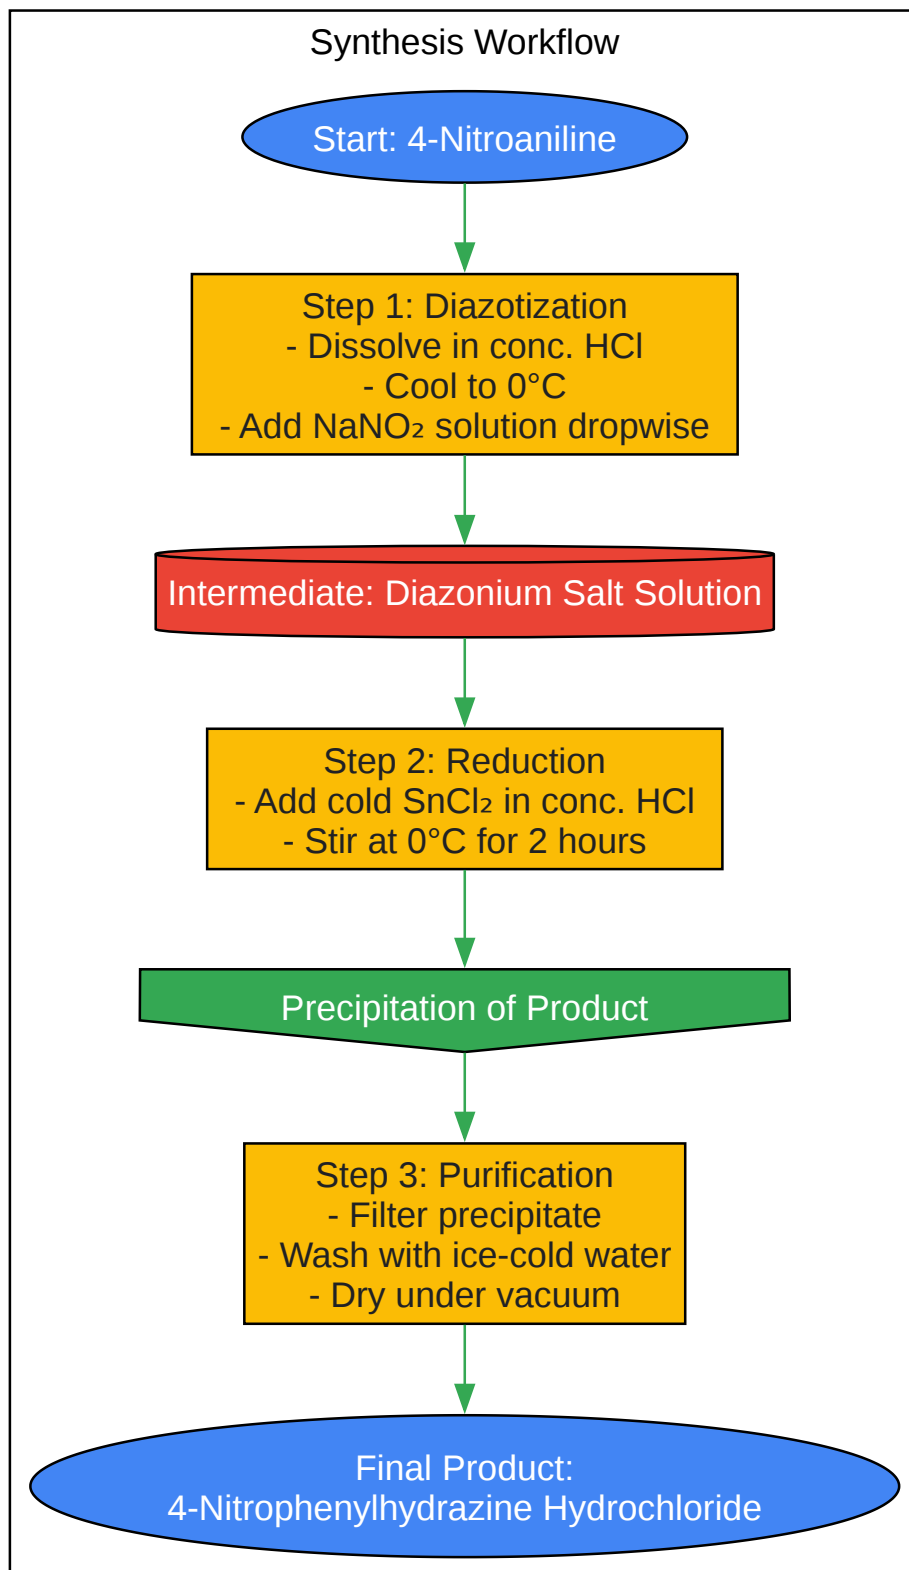 Synthesis Workflow
Start: 4-Nitroaniline
Step 1: Diazotization
- Dissolve in conc. HCl
- Cool to 0°C
- Add NaNO₂ solution dropwise
Intermediate: Diazonium Salt Solution
Step 2: Reduction
- Add cold SnCl₂ in conc. HCl
- Stir at 0°C for 2 hours
Precipitation of Product
Step 3: Purification
- Filter precipitate
- Wash with ice-cold water
- Dry under vacuum
Final Product:
4-Nitrophenylhydrazine Hydrochloride